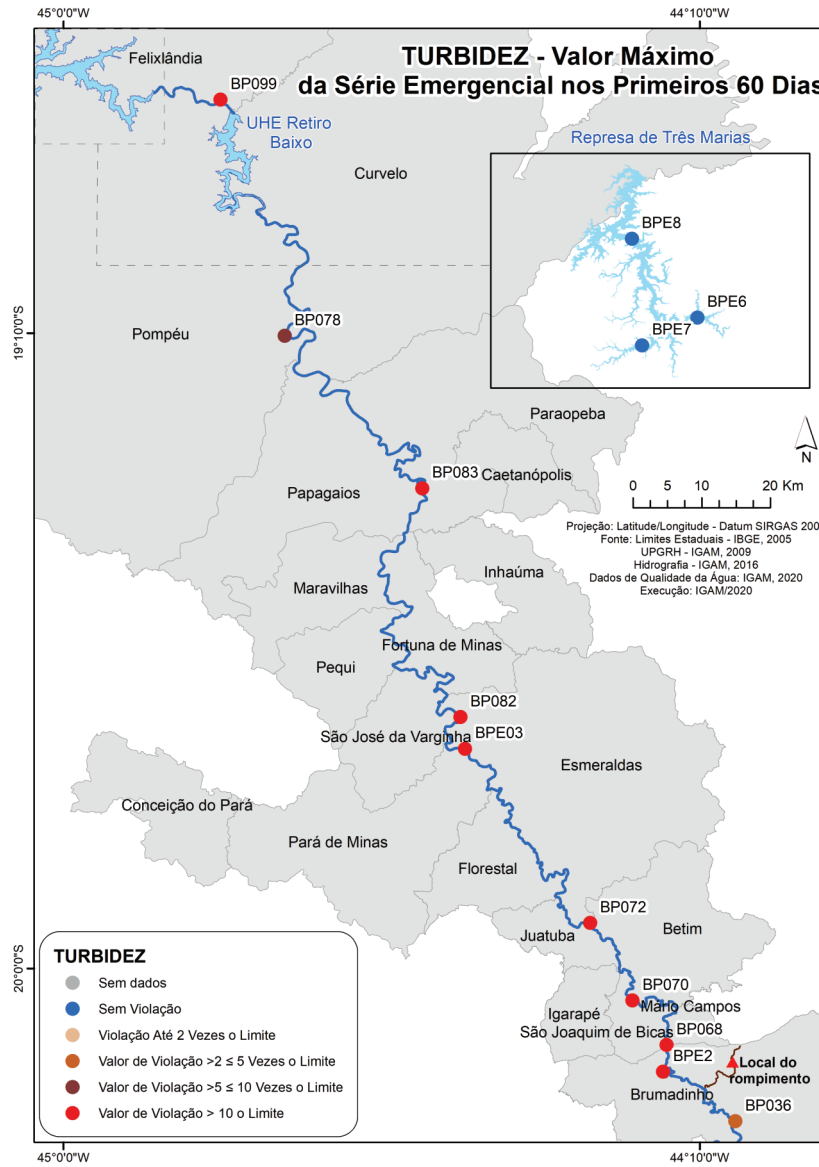 45°0'0"W
44°10'0"W
TURBIDEZ - Valor Máximo
da Série Emergencial nos Primeiros 60 Dias
Felixlândia
BP099
UHE Retiro
Baixo
Represa de Três Marias
Curvelo
BPE8
BPE6
BPE7
BP078
Pompéu
19°10'0"S
Paraopeba
N
BP083
Caetanópolis
Papagaios
0 5 10 20 Km
Projeção: Latitude/Longitude - Datum SIRGAS 200
Fonte: Limites Estaduais - IBGE, 2005
UPGRH - IGAM, 2009
Hidrografia - IGAM, 2016
Dados de Qualidade da Água: IGAM, 2020
Execução: IGAM/2020
Inhaúma
Maravilhas
Fortuna de Minas
Pequi
BP082
São José da Varginha
BPE03
Esmeraldas
Conceição do Pará
Pará de Minas
Florestal
BP072
Juatuba
Betim
20°0'0"S
BP070
Mário Campos
Igarapé
São Joaquim de Bicas
BP068
BPE2
Local do
rompimento
Brumadinho
BP036
TURBIDEZ
Sem dados
Sem Violação
Violação Até 2 Vezes o Limite
Valor de Violação >2 ≤ 5 Vezes o Limite
Valor de Violação >5 ≤ 10 Vezes o Limite
Valor de Violação > 10 o Limite
45°0'0"W
44°10'0"W